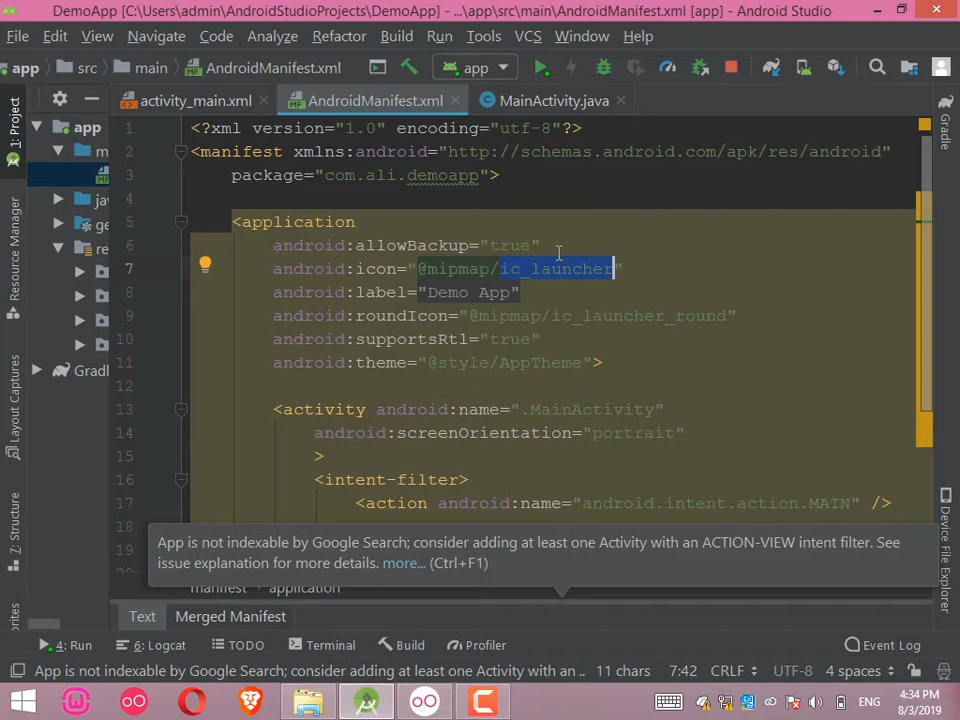 DemoApp [C:\Users\admin\AndroidStudioProjects\DemoApp] - ...\app\src\main\AndroidManifest.xml [app] - Android Studio
File Edit View Navigate Code Analyze Refactor Build Run Tools VCS Window Help
app src main AndroidManifest.xml app
1: Project
Resource Manager
Layout Captures
7: Structure
app
Gradl
activity_main.xml AndroidManifest.xml MainActivity.java
1 <?xml version="1.0" encoding="utf-8"?>
2 <manifest xmlns:android="http://schemas.android.com/apk/res/android"
3 package="com.ali.demoapp">
4
5 <application
6 android:allowBackup="true"
7 android:icon="@mipmap/ic_launcher"
8 android:label="Demo App"
9 android:roundIcon="@mipmap/ic_launcher_round"
10 android:supportsRtl="true"
11 android:theme="@style/AppTheme">
12
13 <activity android:name=".MainActivity"
14 android:screenOrientation="portrait"
15 >
16 <intent-filter>
17 <action android:name="android.intent.action.MAIN" />
18
19
App is not indexable by Google Search; consider adding at least one Activity with an ACTION-VIEW intent filter. See
issue explanation for more details. more... (Ctrl+F1)
manifest application
Text Merged Manifest
Gradle
Device File Explorer
4: Run 6: Logcat TODO Terminal Build Profiler Event Log
App is not indexable by Google Search; consider adding at least one Activity with an ... 11 chars 7:42 CRLF UTF-8 4 spaces
ENG
4:34 PM
8/3/2019